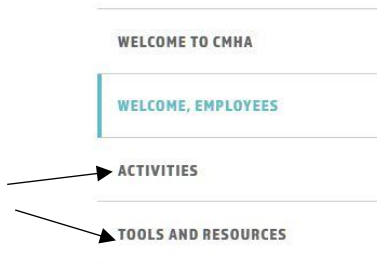 WELCOME TO CMHA
WELCOME, EMPLOYEES
ACTIVITIES
TOOLS AND RESOURCES